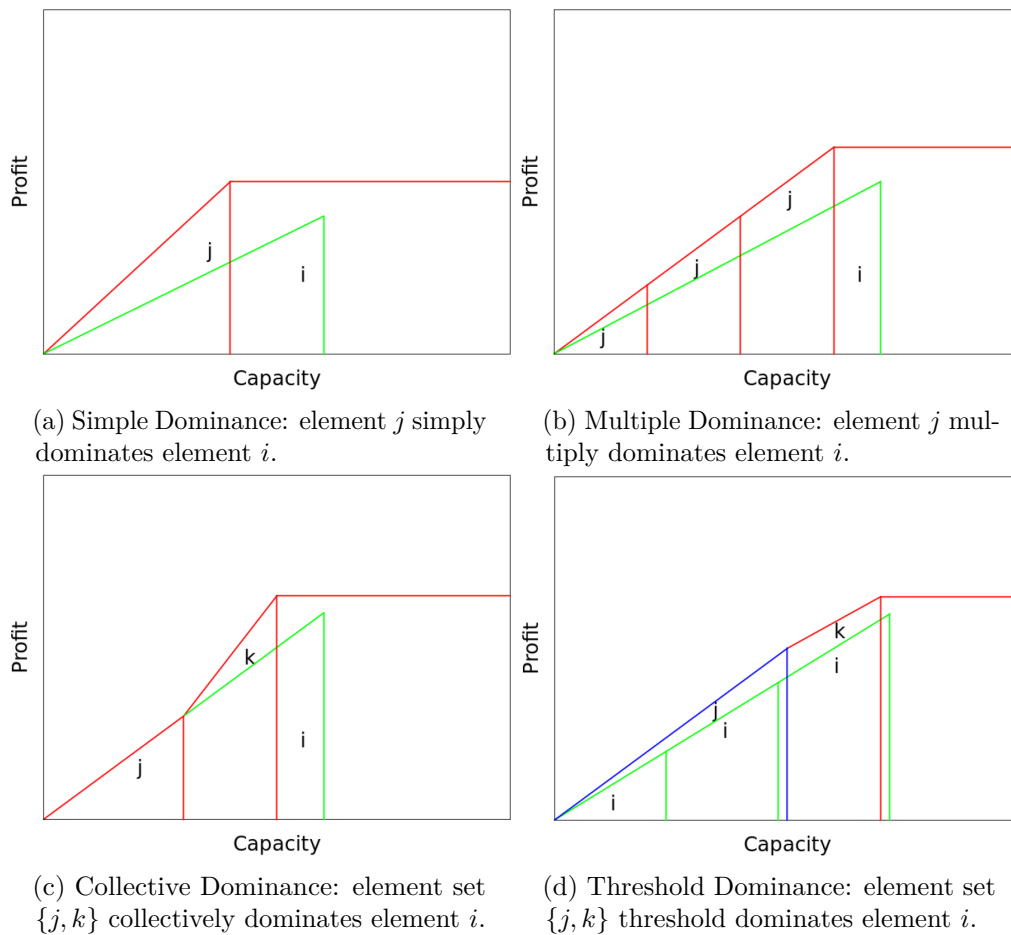 Profit
j
i
Capacity
(a) Simple Dominance: element j simply
dominates element i.
Profit
j
j
j
i
Capacity
(b) Multiple Dominance: element j mul-
tiply dominates element i.
Profit
k
j
i
Capacity
(c) Collective Dominance: element set
{j, k} collectively dominates element i.
Profit
k
i
j
i
i
Capacity
(d) Threshold Dominance: element set
{j, k} threshold dominates element i.